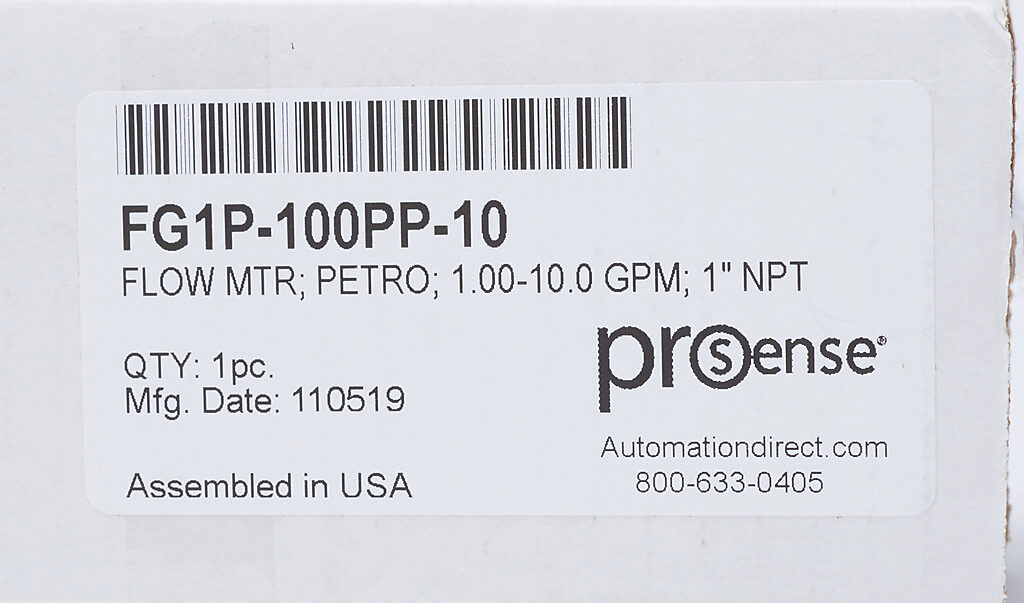 FG1P-100PP-10
FLOW MTR; PETRO; 1.00-10.0 GPM; 1" NPT
prosense®
QTY: 1pc.
Mfg. Date: 110519
Automationdirect.com
800-633-0405
Assembled in USA